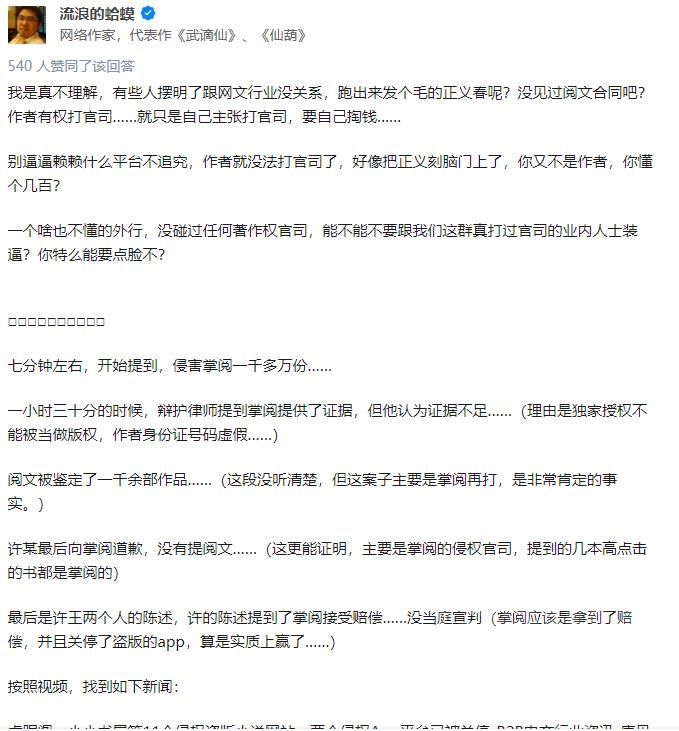 流浪的蛤蟆
网络作家，代表作《武谪仙》、《仙葫》
540 人赞同了该回答
我是真不理解，有些人摆明了跟网文行业没关系，跑出来发个毛的正义春呢？没见过阅文合同吧？
作者有权打官司......就只是自己主张打官司，要自己掏钱......
别逼逼赖赖什么平台不追究，作者就没法打官司了，好像把正义刻脑门上了，你又不是作者，你懂
个几百？
一个啥也不懂的外行，没碰过任何著作权官司，能不能不要跟我们这群真打过官司的业内人士装
逼？你特么能要点脸不？
□□□□□□□□□□
七分钟左右，开始提到，侵害掌阅一千多万份......
一小时三十分的时候，辩护律师提到掌阅提供了证据，但他认为证据不足......（理由是独家授权不
能被当做版权，作者身份证号码虚假......）
阅文被鉴定了一千余部作品......（这段没听清楚，但这案子主要是掌阅再打，是非常肯定的事
实。）
许某最后向掌阅道歉，没有提阅文......（这更能证明，主要是掌阅的侵权官司，提到的几本高点击
的书都是掌阅的）
最后是许王两个人的陈述，许的陈述提到了掌阅接受赔偿......没当庭宣判（掌阅应该是拿到了赔
偿，并且关停了盗版的app，算是实质上赢了......）
按照视频，找到如下新闻：